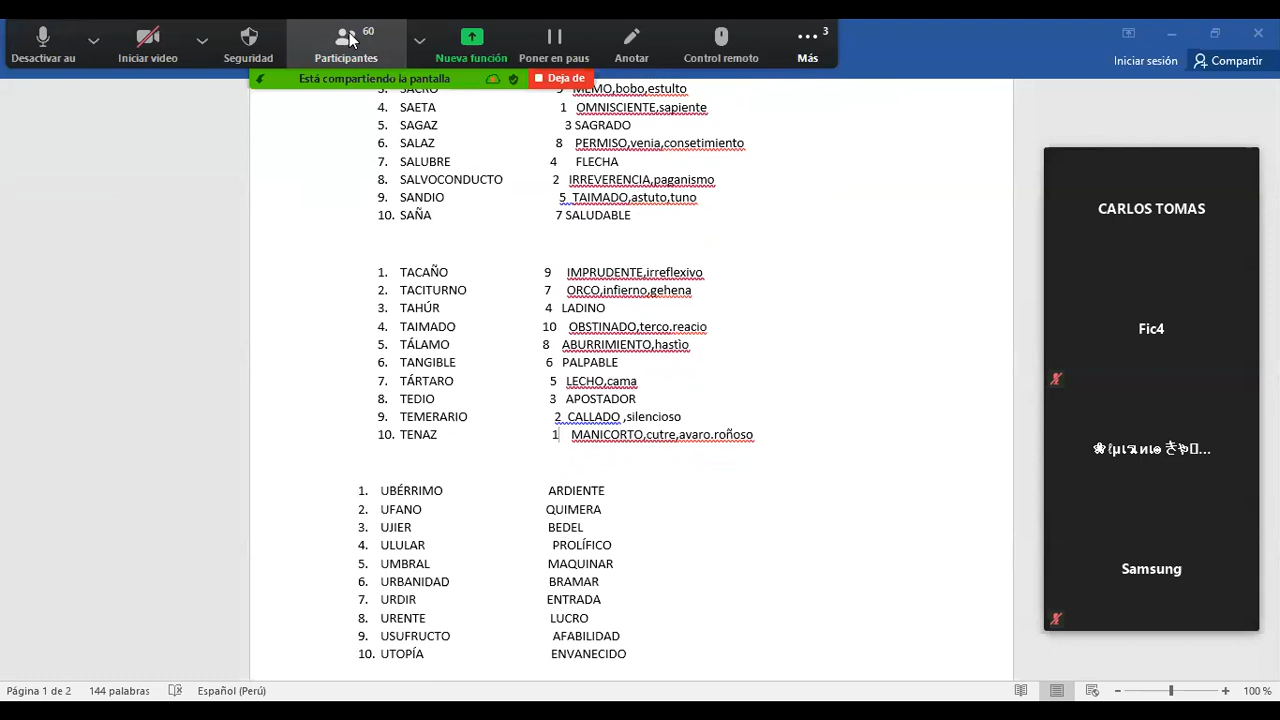 60
3
Desactivar au
Iniciar video
Seguridad
Participantes
Nueva función
Poner en paus
Anotar
Control remoto
Más
Iniciar sesión
Compartir
Está compartiendo la pantalla
Deja de
3. SACRO 9 MEMO,bobo,estulto
4. SAETA 1 OMNISCIENTE,sapiente
5. SAGAZ 3 SAGRADO
6. SALAZ 8 PERMISO,venia,consetimiento
7. SALUBRE 4 FLECHA
8. SALVOCONDUCTO 2 IRREVERENCIA,paganismo
9. SANDIO 5 TAIMADO,astuto,tuno
10. SAÑA 7 SALUDABLE
1. TACAÑO 9 IMPRUDENTE,irreflexivo
2. TACITURNO 7 ORCO,infierno,gehena
3. TAHÚR 4 LADINO
4. TAIMADO 10 OBSTINADO,terco.reacio
5. TÁLAMO 8 ABURRIMIENTO,hastìo
6. TANGIBLE 6 PALPABLE
7. TÁRTARO 5 LECHO,cama
8. TEDIO 3 APOSTADOR
9. TEMERARIO 2 CALLADO ,silencioso
10. TENAZ 1 MANICORTO,cutre,avaro.roñoso
1. UBÉRRIMO ARDIENTE
2. UFANO QUIMERA
3. UJIER BEDEL
4. ULULAR PROLÍFICO
5. UMBRAL MAQUINAR
6. URBANIDAD BRAMAR
7. URDIR ENTRADA
8. URENTE LUCRO
9. USUFRUCTO AFABILIDAD
10. UTOPÍA ENVANECIDO
CARLOS TOMAS
Fic4
Samsung
Página 1 de 2
144 palabras
Español (Perú)
100 %